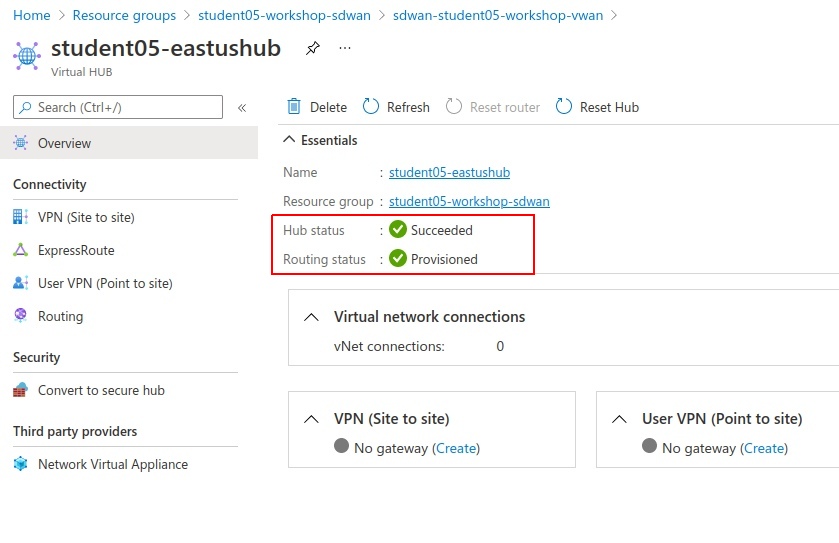 Home > Resource groups > student05-workshop-sdwan > sdwan-student05-workshop-vwan >
student05-eastushub ...
Virtual HUB
Search (Ctrl+/) «
Delete Refresh Reset router Reset Hub
Overview
Connectivity
VPN (Site to site)
ExpressRoute
User VPN (Point to site)
Routing
Security
Convert to secure hub
Third party providers
Network Virtual Appliance
Essentials
Name : student05-eastushub
Resource group : student05-workshop-sdwan
Hub status : Succeeded
Routing status : Provisioned
Virtual network connections
vNet connections: 0
VPN (Site to site)
No gateway (Create)
User VPN (Point to site)
No gateway (Create)